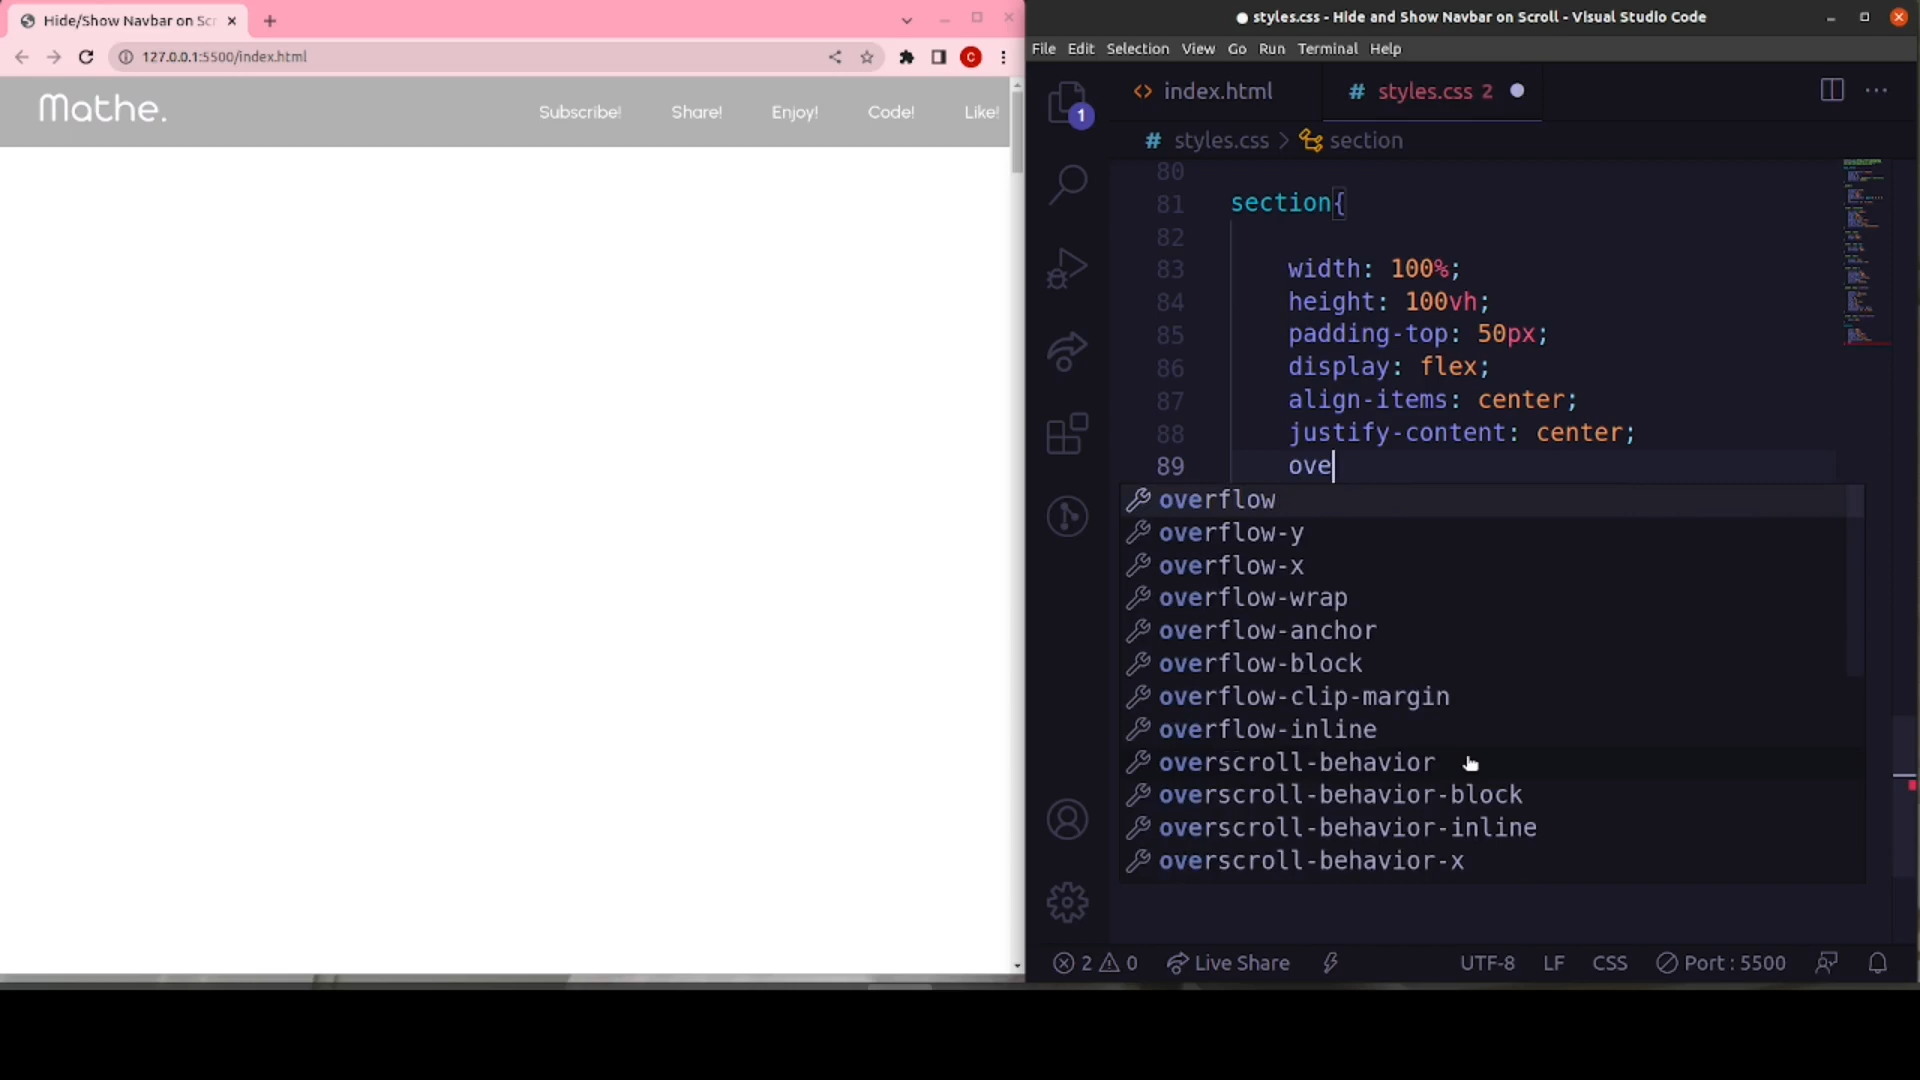 Hide/Show Navbar on Scr
127.0.0.1:5500/index.html
C
Mathe.
Subscribe! Share! Enjoy! Code! Like!
styles.css - Hide and Show Navbar on Scroll - Visual Studio Code
File Edit Selection View Go Run Terminal Help
1
index.html
# styles.css 2
# styles.css > section
80
81 section{
82
83 width: 100%;
84 height: 100vh;
85 padding-top: 50px;
86 display: flex;
87 align-items: center;
88 justify-content: center;
89 ove
overflow
overflow-y
overflow-x
overflow-wrap
overflow-anchor
overflow-block
overflow-clip-margin
overflow-inline
overscroll-behavior
overscroll-behavior-block
overscroll-behavior-inline
overscroll-behavior-x
2 0 Live Share UTF-8 LF CSS Port : 5500